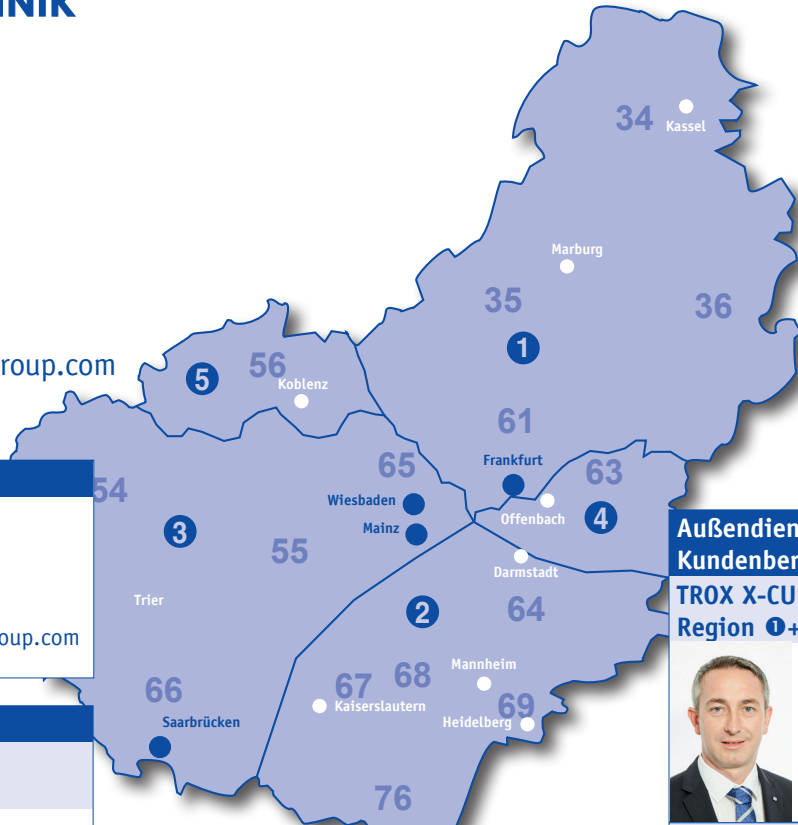 34
Kassel
Marburg
35
36
1
roup.com
5
56
Koblenz
61
65
Frankfurt
63
54
Wiesbaden
Offenbach
4
3
Mainz
55
Darmstadt
Außendien
Kundenber
TROX X-CU
Region 1+
Trier
2
64
oup.com
66
67
68
Mannheim
Kaiserslautern
69
Heidelberg
Saarbrücken
76